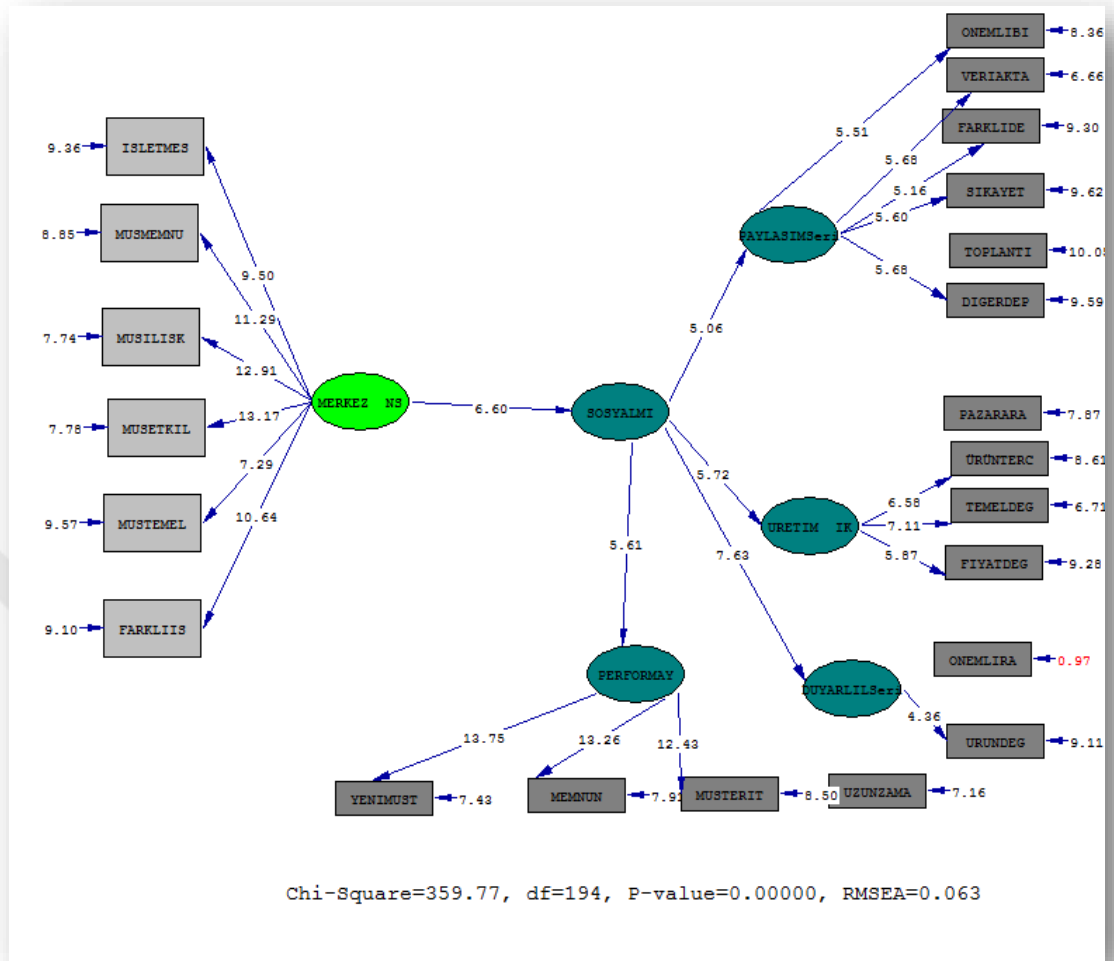 ONEMLIBI 8.36
VERIAKTA 6.66
FARKLIDE 9.30
SIKAYET 9.62
TOPLANTI 10.05
DIGERDEP 9.59
5.51
5.68
5.16
5.60
5.68
PAYLASIMSeri
9.36 ISLETMES
8.85 MUSMEMNU
7.74 MUSILISK
7.78 MUSETKIL
9.57 MUSTEMEL
9.10 FARKLIIS
9.50
11.29
12.91
13.17
7.29
10.64
MERKEZ NS
6.60
SOSYALMI
5.06
5.72
7.63
5.61
PAZARARA 7.87
ÜRÜNTERC 8.61
TEMELDEG 6.71
FIYATDEG 9.28
6.58
7.11
5.87
URETIM IK
ONEMLIRA 0.97
DUYARLILSeri
4.36
URUNDEG 9.11
PERFORMAY
13.75
13.26
12.43
YENIMUST 7.43
MEMNUN
MUSTERIT 8.50
UZUNZAMA 7.16
Chi-Square=359.77, df=194, P-value=0.00000, RMSEA=0.063